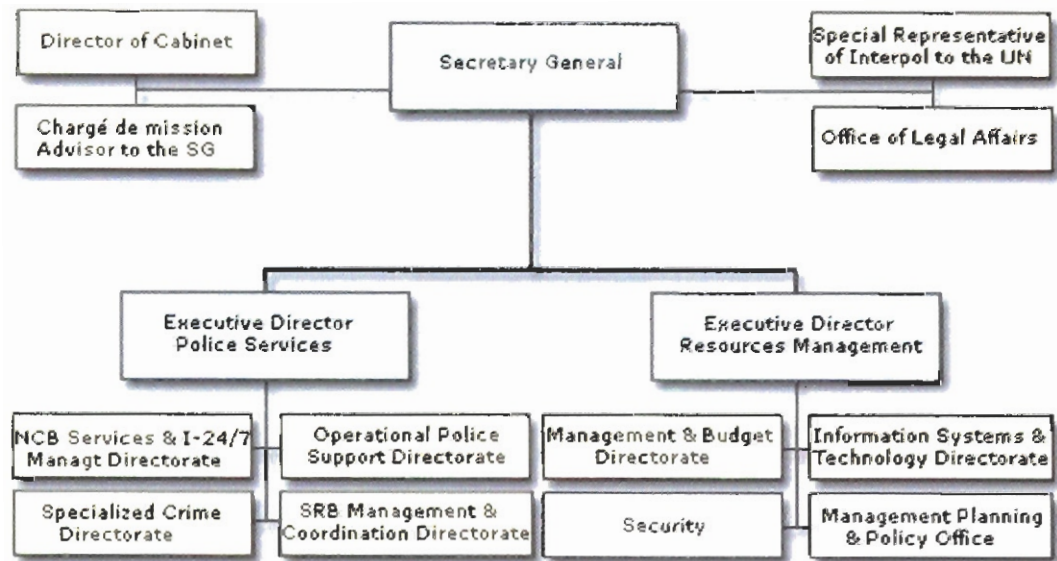 Director of Cabinet
Secretary General
Special Representative
of Interpol to the UN
Chargé de mission
Advisor to the SG
Office of Legal Affairs
Executive Director
Police Services
Executive Director
Resources Management
NCB Services & I-24/7
Managt Directorate
Operational Police
Support Directorate
Management & Budget
Directorate
Information Systems &
Technology Directorate
Specialized Crime
Directorate
SRB Management &
Coordination Directorate
Security
Management Planning
& Policy Office